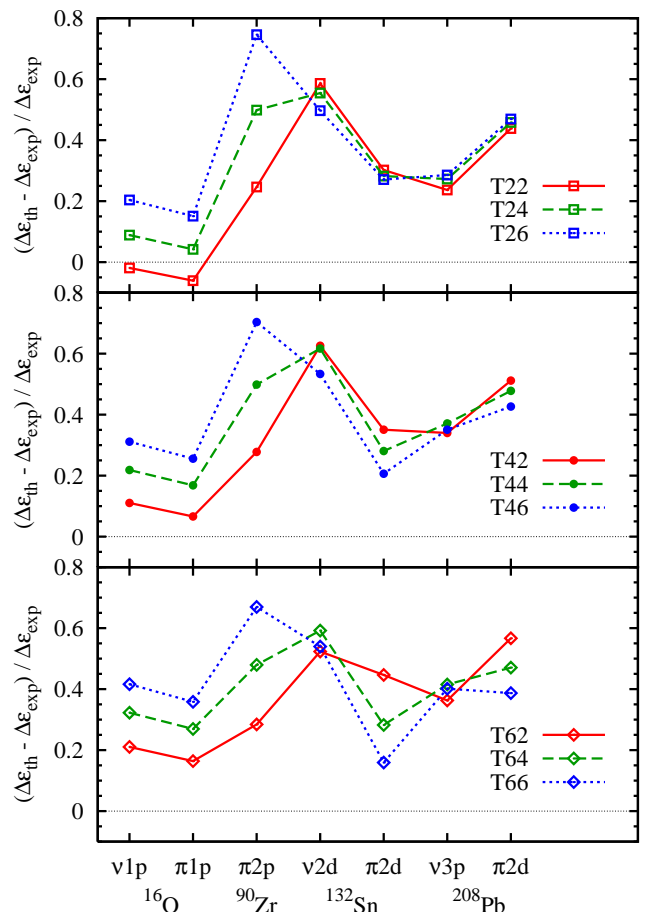 0.8
0.6
0.4
0.2
0
(Δε_th - Δε_exp) / Δε_exp
T22
T24
T26
0.8
0.6
0.4
0.2
0
(Δε_th - Δε_exp) / Δε_exp
T42
T44
T46
0.8
0.6
0.4
0.2
0
(Δε_th - Δε_exp) / Δε_exp
T62
T64
T66
ν1p π1p π2p ν2d π2d ν3p π2d
¹⁶O ⁹⁰Zr ¹³²Sn ²⁰⁸Pb